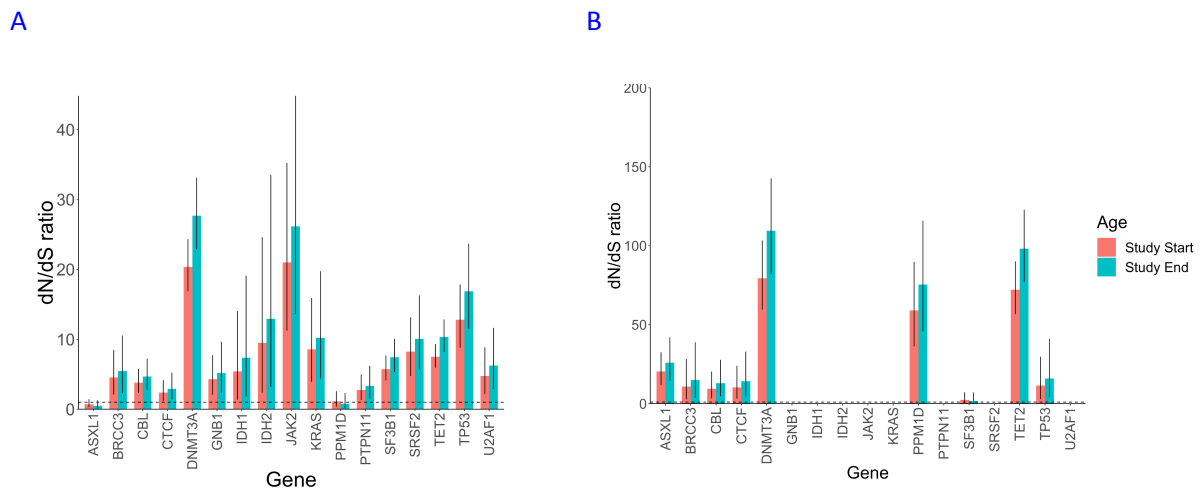 A
B
dN/dS ratio
40
30
20
10
0
ASXL1
BRCC3
CBL
CTCF
DNMT3A
GNB1
IDH1
IDH2
JAK2
KRAS
PPM1D
PTPN11
SF3B1
SRSF2
TET2
TP53
U2AF1
Gene
dN/dS ratio
200
150
100
50
0
ASXL1
BRCC3
CBL
CTCF
DNMT3A
GNB1
IDH1
IDH2
JAK2
KRAS
PPM1D
PTPN11
SF3B1
SRSF2
TET2
TP53
U2AF1
Gene
Age
Study Start
Study End